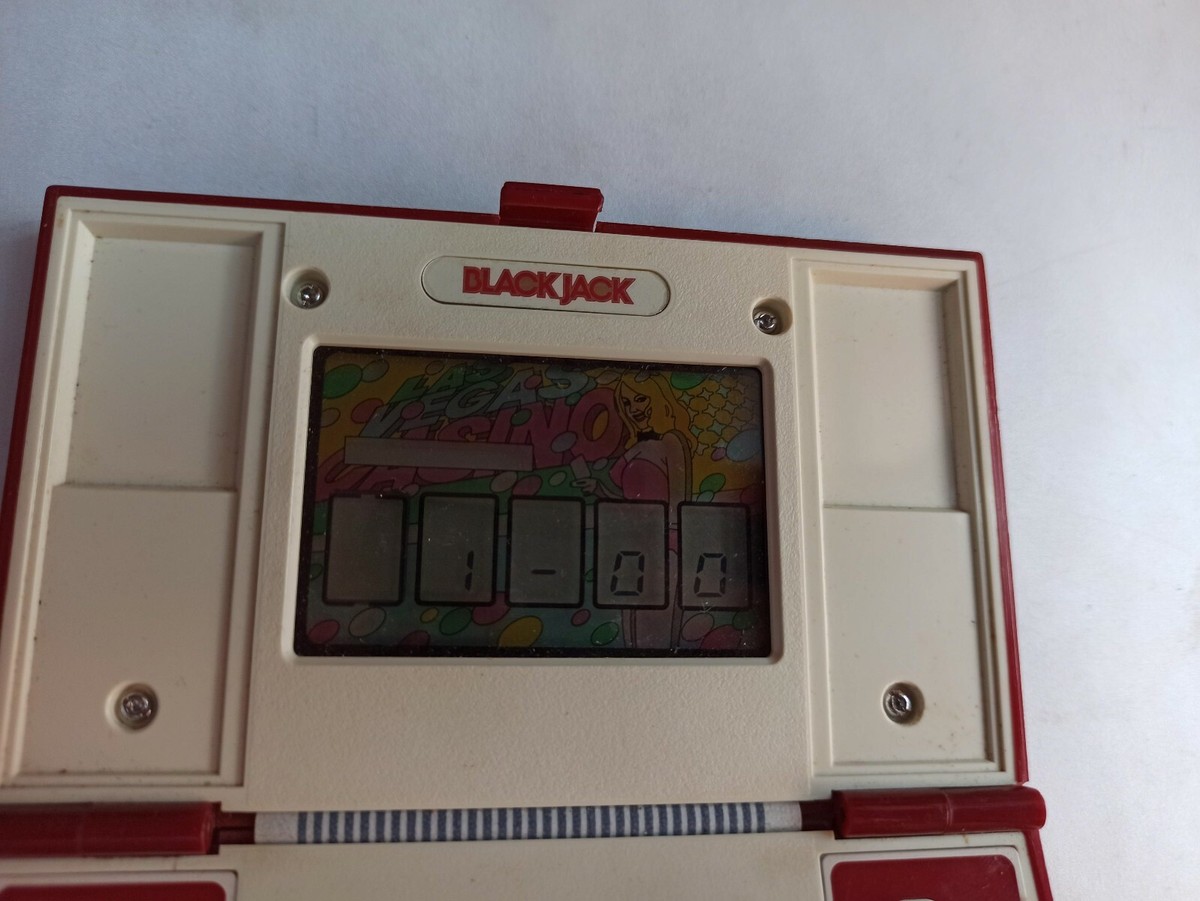 BLACKJACK
LAS
VEGAS
CASINO
1-00